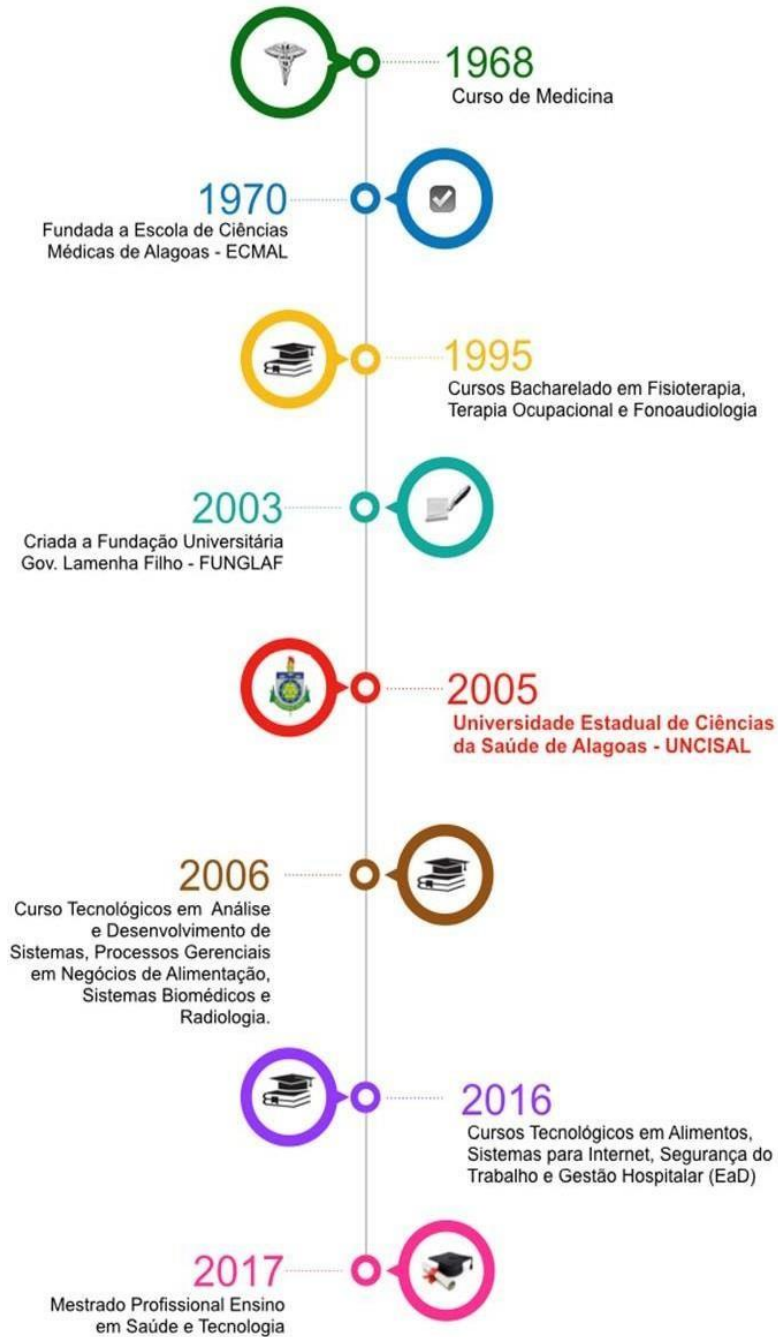 1968
Curso de Medicina
1970
Fundada a Escola de Ciências
Médicas de Alagoas - ECMAL
1995
Cursos Bacharelado em Fisioterapia,
Terapia Ocupacional e Fonoaudiologia
2003
Criada a Fundação Universitária
Gov. Lamenha Filho - FUNGLAF
2005
Universidade Estadual de Ciências
da Saúde de Alagoas - UNCISAL
2006
Curso Tecnológicos em Análise
e Desenvolvimento de
Sistemas, Processos Gerenciais
em Negócios de Alimentação,
Sistemas Biomédicos e
Radiologia.
2016
Cursos Tecnológicos em Alimentos,
Sistemas para Internet, Segurança do
Trabalho e Gestão Hospitalar (EaD)
2017
Mestrado Profissional Ensino
em Saúde e Tecnologia